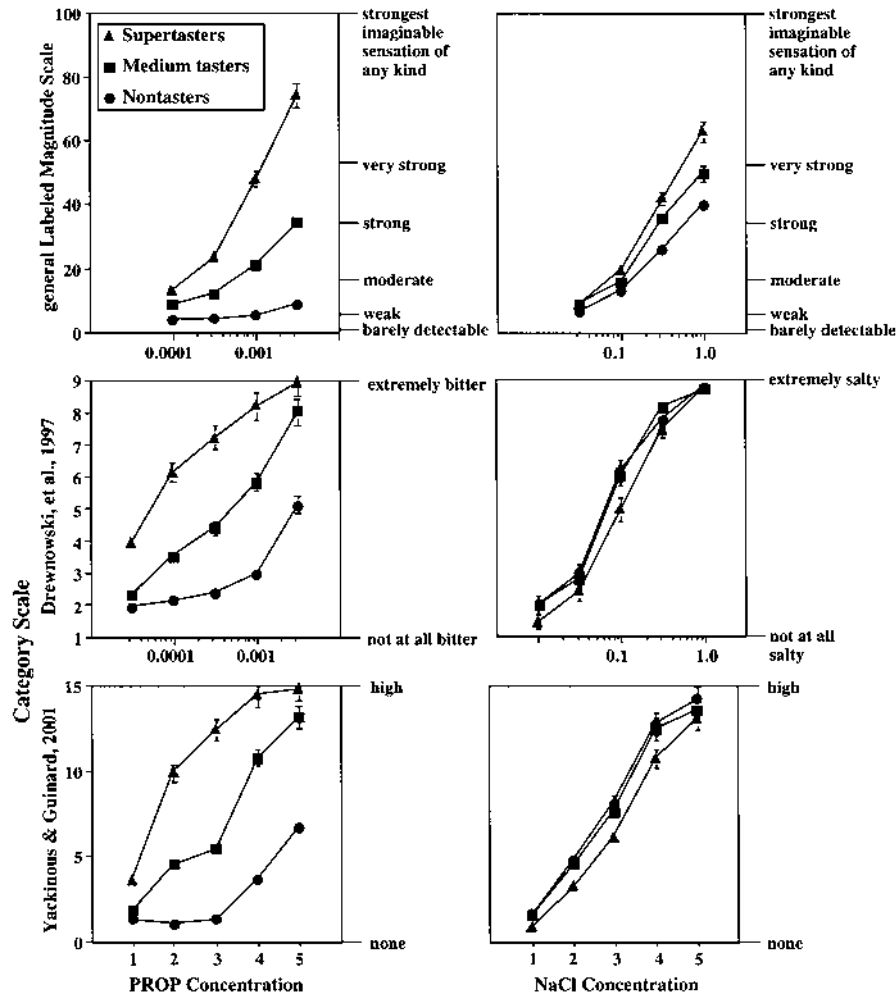 100
80
60
40
20
0
general Labeled Magnitude Scale
Supertasters
Medium tasters
Nontasters
0.0001
0.001
strongest
imaginable
sensation of
any kind
very strong
strong
moderate
weak
barely detectable
0.1
1.0
strongest
imaginable
sensation of
any kind
very strong
strong
moderate
weak
barely detectable
Category Scale
Drewnowski, et al., 1997
9
8
7
6
5
4
3
2
1
0.0001
0.001
extremely bitter
not at all bitter
0.1
1.0
extremely salty
not at all
salty
Yackinous & Guinard, 2001
15
10
5
0
1 2 3 4 5
PROP Concentration
high
none
1 2 3 4 5
NaCl Concentration
high
none